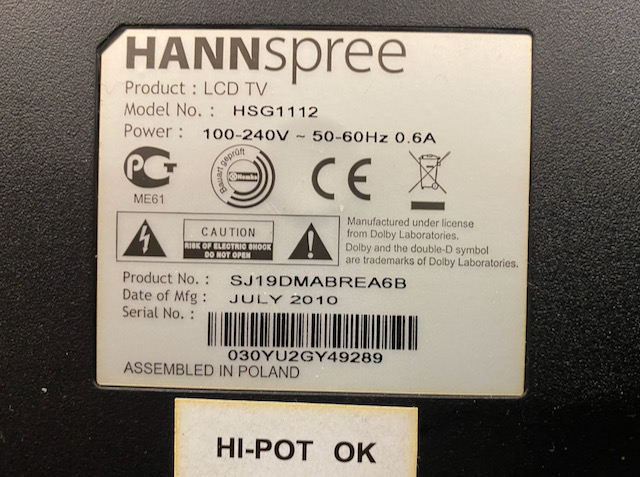 HANNspree
Product : LCD TV
Model No. : HSG1112
Power : 100-240V ~ 50-60Hz 0.6A
PCT
ME61
Bauart geprüft
Nemko
CE
CAUTION
RISK OF ELECTRIC SHOCK
DO NOT OPEN
Manufactured under license
from Dolby Laboratories.
Dolby and the double-D symbol
are trademarks of Dolby Laboratories.
Product No. : SJ19DMABREA6B
Date of Mfg : JULY 2010
Serial No. :
030YU2GY49289
ASSEMBLED IN POLAND
HI-POT OK